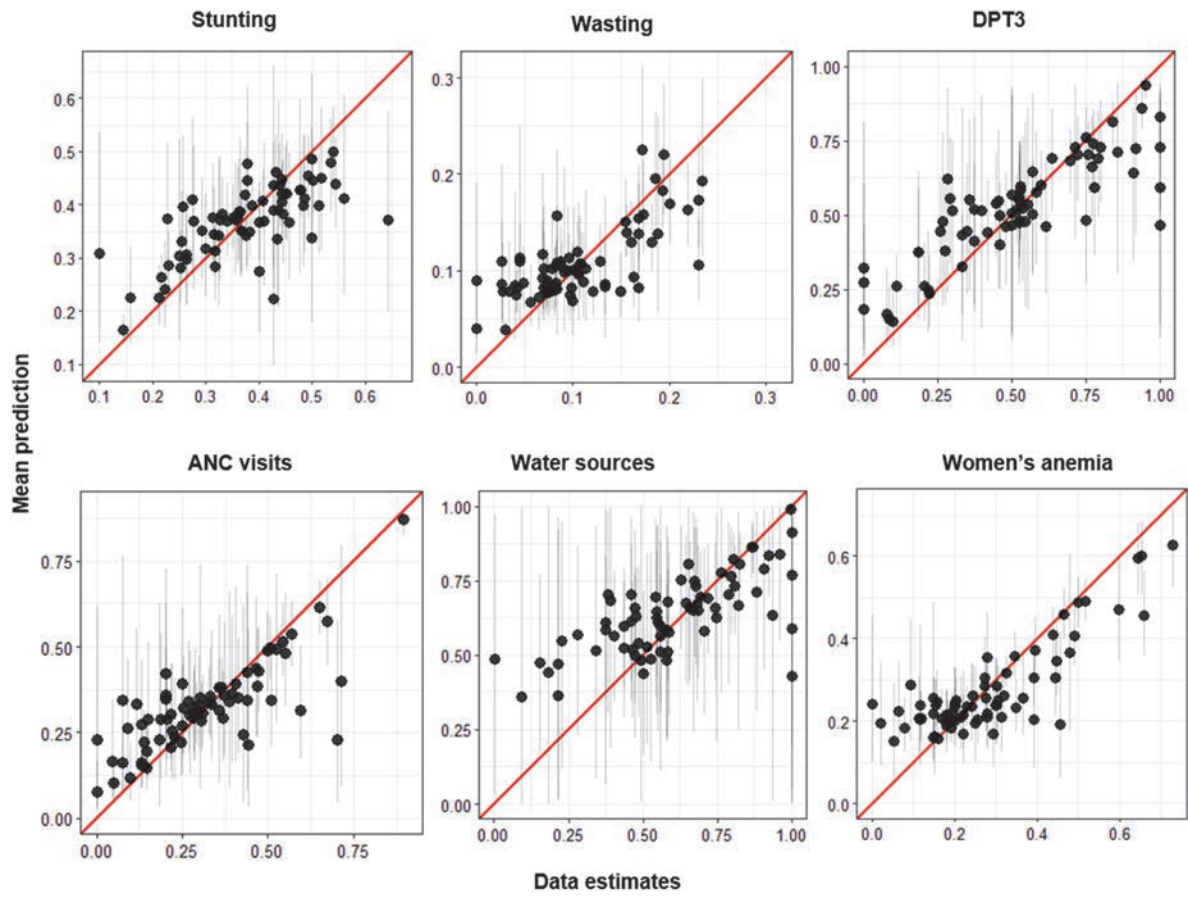 Stunting Wasting DPT3
0.6
0.5
0.4
0.3
0.2
0.1
0.1 0.2 0.3 0.4 0.5 0.6
0.3
0.2
0.1
0.0
0.0 0.1 0.2 0.3
1.00
0.75
0.50
0.25
0.00
0.00 0.25 0.50 0.75 1.00
Mean prediction
ANC visits Water sources Women's anemia
0.75
0.50
0.25
0.00
0.00 0.25 0.50 0.75
1.00
0.75
0.50
0.25
0.00
0.00 0.25 0.50 0.75 1.00
0.6
0.4
0.2
0.0
0.0 0.2 0.4 0.6
Data estimates